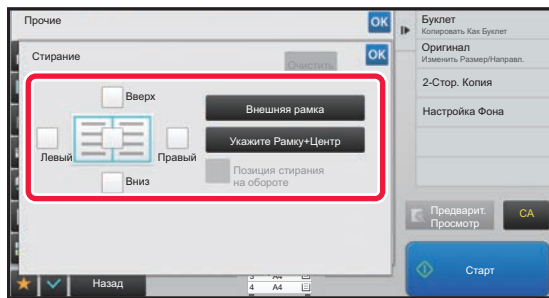 Прочие
OK
Стирание
Очистить
OK
Вверх
Левый
Правый
Вниз
Внешняя рамка
Укажите Рамку+Центр
Позиция стирания
на обороте
Назад
3 A4
4 A4
Буклет
Копировать Как Буклет
Оригинал
Изменить Размер/Направл.
2-Стор. Копия
Настройка Фона
Предварит.
Просмотр
CA
Старт